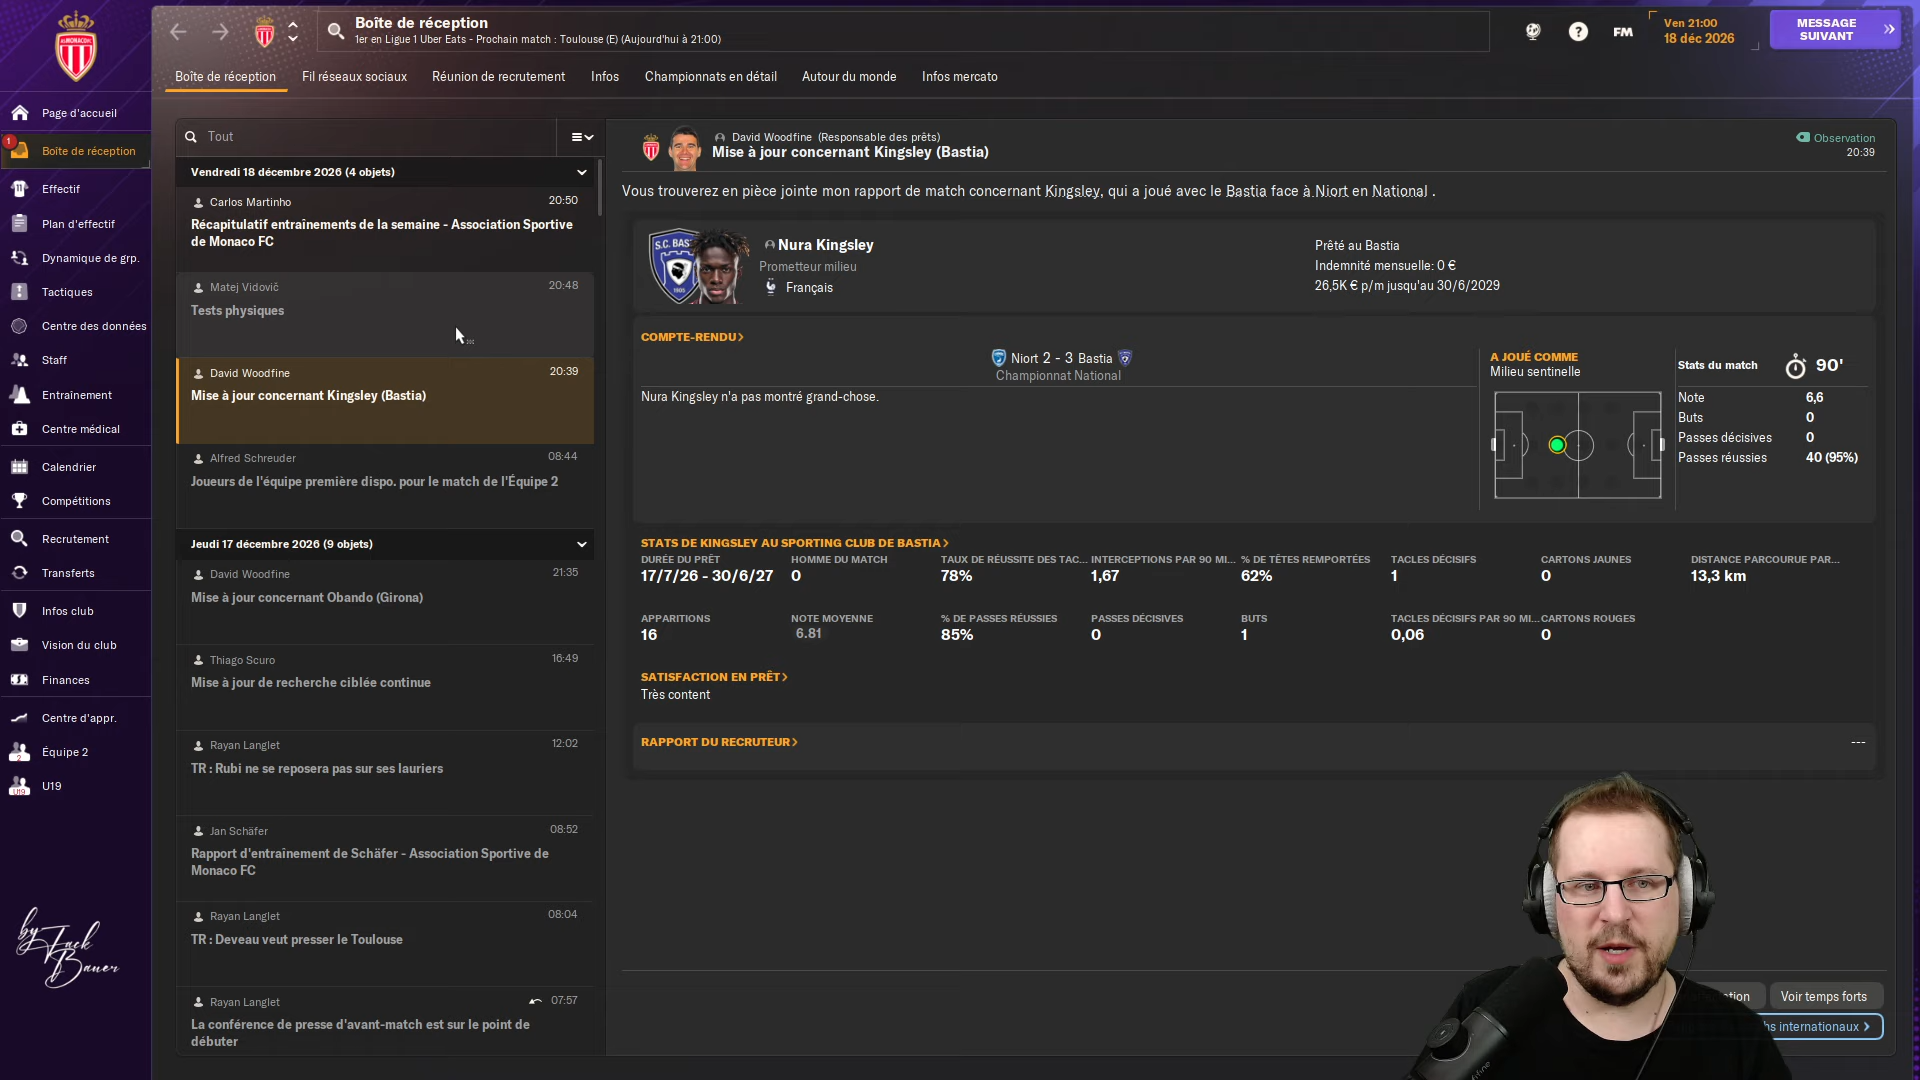 Boîte de réception
1er en Ligue 1 Uber Eats - Prochain match : Toulouse (E) (Aujourd'hui à 21:00)
FM
Ven 21:00
18 déc 2026
MESSAGE
SUIVANT
Boîte de réception
Fil réseaux sociaux
Réunion de recrutement
Infos
Championnats en détail
Autour du monde
Infos mercato
Page d'accueil
1
Boîte de réception
Effectif
Plan d'effectif
Dynamique de grp.
Tactiques
Centre des données
Staff
Entraînement
Centre médical
Calendrier
Compétitions
Recrutement
Transferts
Infos club
Vision du club
Finances
Centre d'appr.
Équipe 2
U19
by Jack
Bauer
Tout
Vendredi 18 décembre 2026 (4 objets)
Carlos Martinho
20:50
Récapitulatif entraînements de la semaine - Association Sportive
de Monaco FC
Matej Vidovič
20:48
Tests physiques
David Woodfine
20:39
Mise à jour concernant Kingsley (Bastia)
Alfred Schreuder
08:44
Joueurs de l'équipe première dispo. pour le match de l'Équipe 2
Jeudi 17 décembre 2026 (9 objets)
David Woodfine
21:35
Mise à jour concernant Obando (Girona)
Thiago Scuro
16:49
Mise à jour de recherche ciblée continue
Rayan Langlet
12:02
TR : Rubi ne se reposera pas sur ses lauriers
Jan Schäfer
08:52
Rapport d'entraînement de Schäfer - Association Sportive de
Monaco FC
Rayan Langlet
08:04
TR : Deveau veut presser le Toulouse
Rayan Langlet
07:57
La conférence de presse d'avant-match est sur le point de
débuter
David Woodfine (Responsable des prêts)
Mise à jour concernant Kingsley (Bastia)
Observation
20:39
Vous trouverez en pièce jointe mon rapport de match concernant Kingsley, qui a joué avec le Bastia face à Niort en National .
S.C. BAS
1905
Nura Kingsley
Prometteur milieu
Français
Prêté au Bastia
Indemnité mensuelle: 0 €
26,5K € p/m jusqu'au 30/6/2029
COMPTE-RENDU
Niort 2 - 3 Bastia
Championnat National
Nura Kingsley n'a pas montré grand-chose.
A JOUÉ COMME
Milieu sentinelle
Stats du match
90'
Note 6,6
Buts 0
Passes décisives 0
Passes réussies 40 (95%)
STATS DE KINGSLEY AU SPORTING CLUB DE BASTIA
DURÉE DU PRÊT
HOMME DU MATCH
TAUX DE RÉUSSITE DES TAC...
INTERCEPTIONS PAR 90 MI...
% DE TÊTES REMPORTÉES
TACLES DÉCISIFS
CARTONS JAUNES
DISTANCE PARCOURUE PAR...
17/7/26 - 30/6/27
0
78%
1,67
62%
1
0
13,3 km
APPARITIONS
NOTE MOYENNE
% DE PASSES RÉUSSIES
PASSES DÉCISIVES
BUTS
TACLES DÉCISIFS PAR 90 MI...
CARTONS ROUGES
16
6.81
85%
0
1
0,06
0
SATISFACTION EN PRÊT
Très content
RAPPORT DU RECRUTEUR
---
Voir temps forts
internationaux